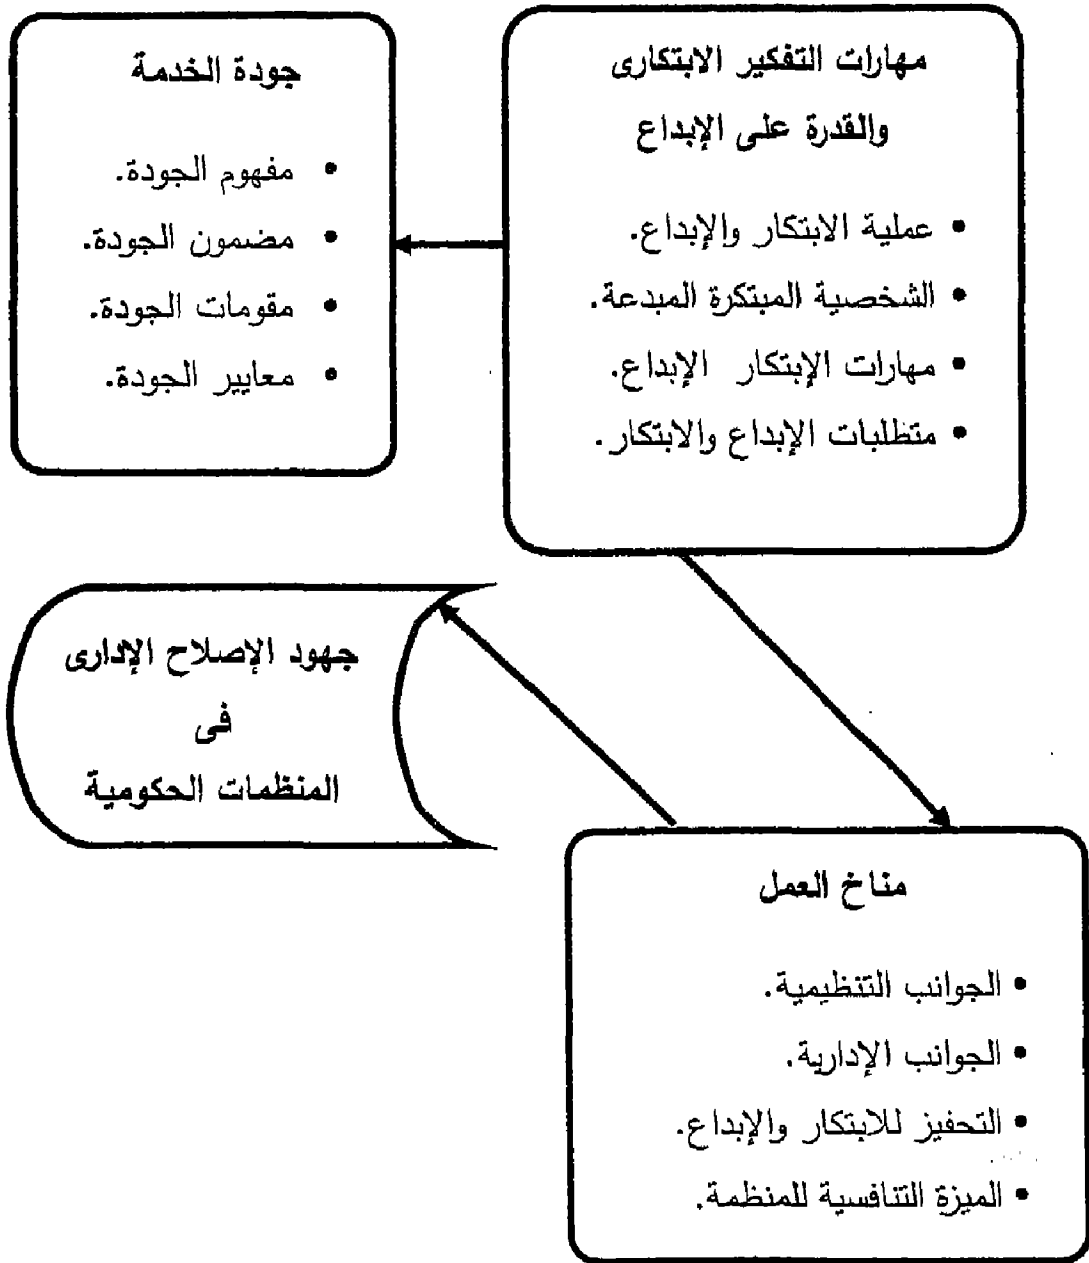 مهارات التفكير الابتكارى
والقدرة على الإبداع
• عملية الابتكار والإبداع.
• الشخصية المبتكرة المبدعة.
• مهارات الإبتكار الإبداع.
• متطلبات الإبداع والابتكار.
جودة الخدمة
• مفهوم الجودة.
• مضمون الجودة.
• مقومات الجودة.
• معايير الجودة.
جهود الإصلاح الإدارى
فى
المنظمات الحكومية
مناخ العمل
• الجوانب التنظيمية.
• الجوانب الإدارية.
• التحفيز للابتكار والإبداع.
• الميزة التنافسية للمنظمة.